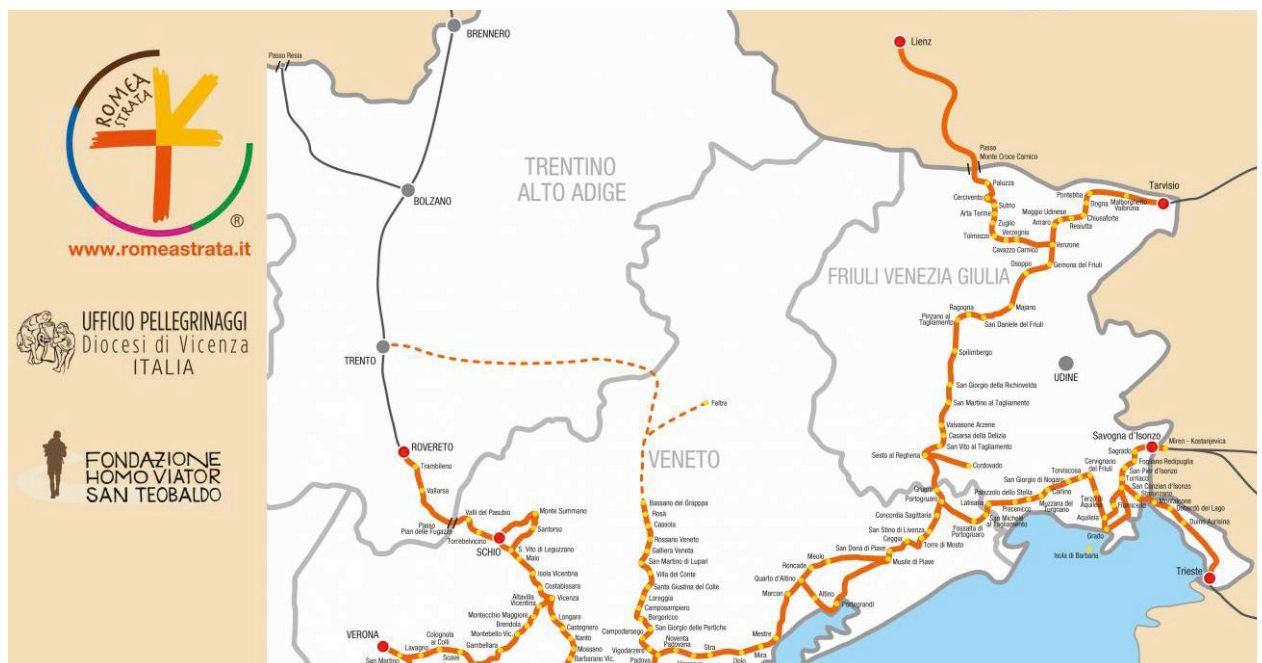 ROMEA
STRATA
®
www.romeastrata.it
UFFICIO PELLEGRINAGGI
Diocesi di Vicenza
ITALIA
FONDAZIONE
HOMO VIATOR
SAN TEOBALDO
BRENNERO
Passo Resia
BOLZANO
TRENTINO
ALTO ADIGE
TRENTO
ROVERETO
Trambileno
Vallarsa
Passo
Pian delle Fugazze
Valli del Pasubio
Monte Summano
Santorso
Torrebelvicino
SCHIO
S. Vito di Leguzzano
Malo
Isola Vicentina
Costabissara
Altavilla
Vicentina
Vicenza
Montecchio Maggiore
Longare
Brendola
Castegnero
Montebello Vic.
Nanto
Gambellara
Mossano
Barbarano Vic.
VERONA
Colognola
ai Colli
Lavagno
Soave
San Martino
Feltre
VENETO
Bassano del Grappa
Rosà
Cassola
Rossano Veneto
Galliera Veneta
San Martino di Lupari
Villa del Conte
Santa Giustina del Colle
Loreggia
Camposampiero
Borgoricco
San Giorgio delle Pertiche
Campodarsego
Vigodarzere
Noventa
Padovana
Padova
Stra
Dolo
Mira
Mestre
Marcon
Quarto d'Altino
Altino
Portegrandi
Roncade
Meolo
San Donà di Piave
Musile di Piave
Ceggia
Torre di Mosto
San Stino di Livenza
Concordia Sagittaria
Portogruaro
Gruaro
Lienz
Passo
Monte Croce Carnico
Paluzza
Cercivento
Sutrio
Arta Terme
Zuglio
Tolmezzo
Verzegnis
Cavazzo Carnico
Tarvisio
Pontebba
Malborghetto
Valbruna
Dogna
Chiusaforte
Moggio Udinese
Resiutta
Amaro
Venzone
Gemona del Friuli
Osoppo
FRIULI VENEZIA GIULIA
Majano
Ragogna
Pinzano al
Tagliamento
San Daniele del Friuli
Spilimbergo
UDINE
San Giorgio della Richinvelda
San Martino al Tagliamento
Valvasone Arzene
Casarsa della Delizia
San Vito al Tagliamento
Sesto al Reghena
Cordovado
Fossalta di
Portogruaro
Latisana
San Michele
al Tagliamento
Precenicco
Palazzolo dello Stella
Muzzana del
Turgnano
Carlino
San Giorgio di Nogaro
Torviscosa
Cervignano
del Friuli
Terzo di
Aquileia
Aquileia
Grado
Isola di Barbana
Fiumicello
Savogna d'Isonzo
Miren - Kostanjevica
Sagrado
Fogliano Redipuglia
San Pier d'Isonzo
Turriaco
San Canzian d'Isonzo
Staranzano
Monfalcone
Doberdò del Lago
Duino Aurisina
Trieste